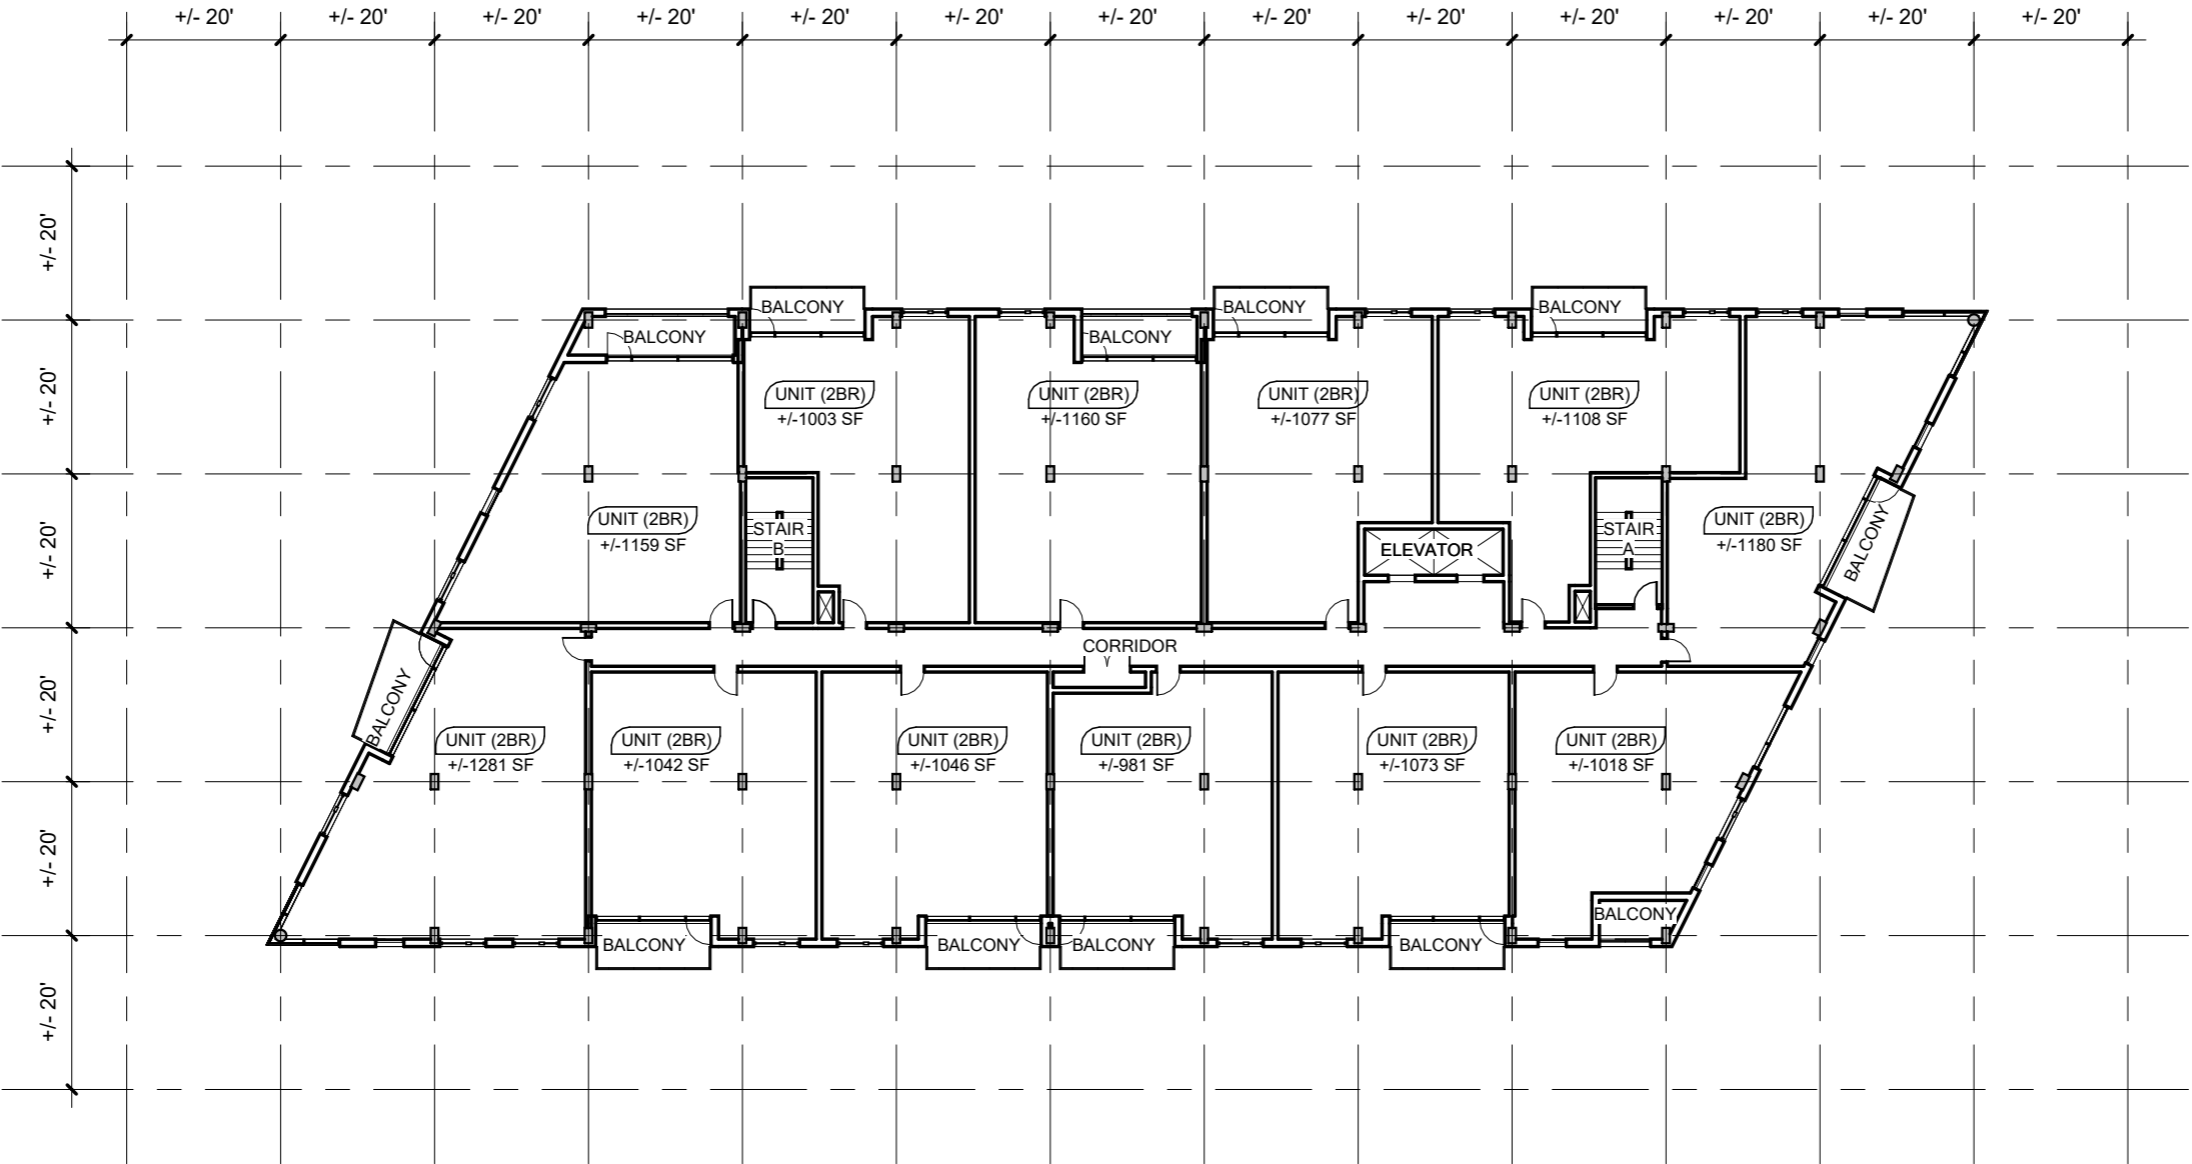 +/- 20' +/- 20' +/- 20' +/- 20' +/- 20' +/- 20' +/- 20' +/- 20' +/- 20' +/- 20' +/- 20' +/- 20' +/- 20'
+/- 20'
+/- 20'
+/- 20'
+/- 20'
+/- 20'
+/- 20'
BALCONY
BALCONY
BALCONY
BALCONY
BALCONY
BALCONY
UNIT (2BR)
+/-1003 SF
UNIT (2BR)
+/-1160 SF
UNIT (2BR)
+/-1077 SF
UNIT (2BR)
+/-1108 SF
UNIT (2BR)
+/-1159 SF
STAIR
B
ELEVATOR
STAIR
A
UNIT (2BR)
+/-1180 SF
BALCONY
CORRIDOR
BALCONY
UNIT (2BR)
+/-1281 SF
UNIT (2BR)
+/-1042 SF
UNIT (2BR)
+/-1046 SF
UNIT (2BR)
+/-981 SF
UNIT (2BR)
+/-1073 SF
UNIT (2BR)
+/-1018 SF
BALCONY
BALCONY
BALCONY
BALCONY
BALCONY